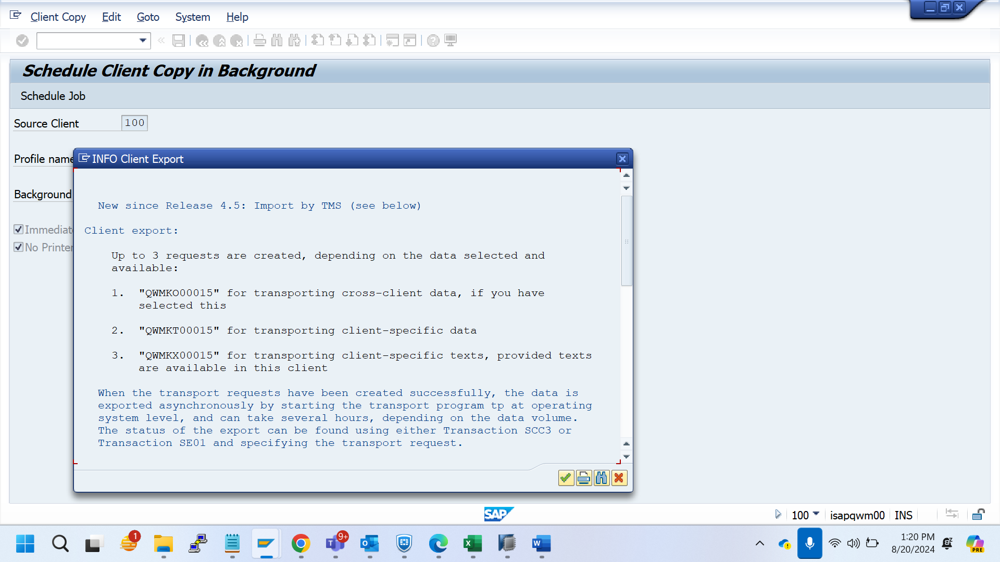 Client Copy Edit Goto System Help
Schedule Client Copy in Background
Schedule Job
Source Client 100
Profile name
INFO Client Export
Background
Immediat
No Printer
New since Release 4.5: Import by TMS (see below)
Client export:
Up to 3 requests are created, depending on the data selected and
available:
1. "QWMKO00015" for transporting cross-client data, if you have
selected this
2. "QWMKT00015" for transporting client-specific data
3. "QWMKX00015" for transporting client-specific texts, provided texts
are available in this client
When the transport requests have been created successfully, the data is
exported asynchronously by starting the transport program tp at operating
system level, and can take several hours, depending on the data volume.
The status of the export can be found using either Transaction SCC3 or
Transaction SE01 and specifying the transport request.
SAP
100 isapqwm00 INS
1
9+
1:20 PM
8/20/2024
PRE